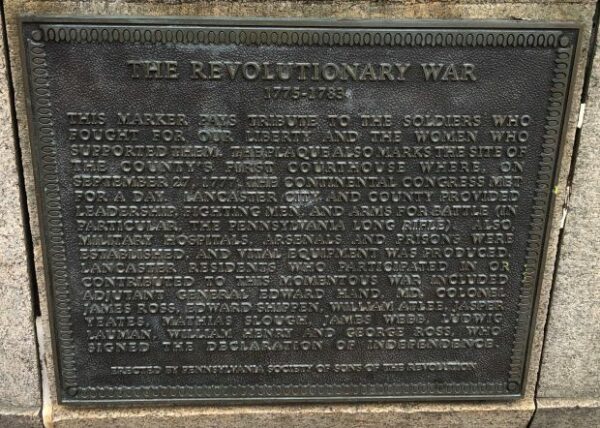 THE REVOLUTIONARY WAR
1775-1783
THIS MARKER PAYS TRIBUTE TO THE SOLDIERS WHO
FOUGHT FOR OUR LIBERTY AND THE WOMEN WHO
SUPPORTED THEM. THE PLAQUE ALSO MARKS THE SITE OF
THE COUNTY'S FIRST COURTHOUSE WHERE ON
SEPTEMBER 27, 1777, THE CONTINENTAL CONGRESS MET
FOR A DAY. LANCASTER CITY AND COUNTY PROVIDED
LEADERSHIP, FIGHTING MEN, AND ARMS FOR BATTLE (IN
PARTICULAR, THE PENNSYLVANIA LONG RIFLE). ALSO,
MILITARY HOSPITALS, ARSENALS AND PRISONS WERE
ESTABLISHED, AND VITAL EQUIPMENT WAS PRODUCED.
LANCASTER RESIDENTS WHO PARTICIPATED IN OR
CONTRIBUTED TO THIS MOMENTOUS WAR INCLUDED
ADJUTANT GENERAL EDWARD HAND, MD, COLONEL
JAMES ROSS, EDWARD SHIPPEN, WILLIAM ATLEE, JASPER
YEATES, MATHIAS SLOUGH, JAMES WEBB, LUDWIG
LAUMAN, WILLIAM HENRY AND GEORGE ROSS, WHO
SIGNED THE DECLARATION OF INDEPENDENCE.
ERECTED BY PENNSYLVANIA SOCIETY OF SONS OF THE REVOLUTION